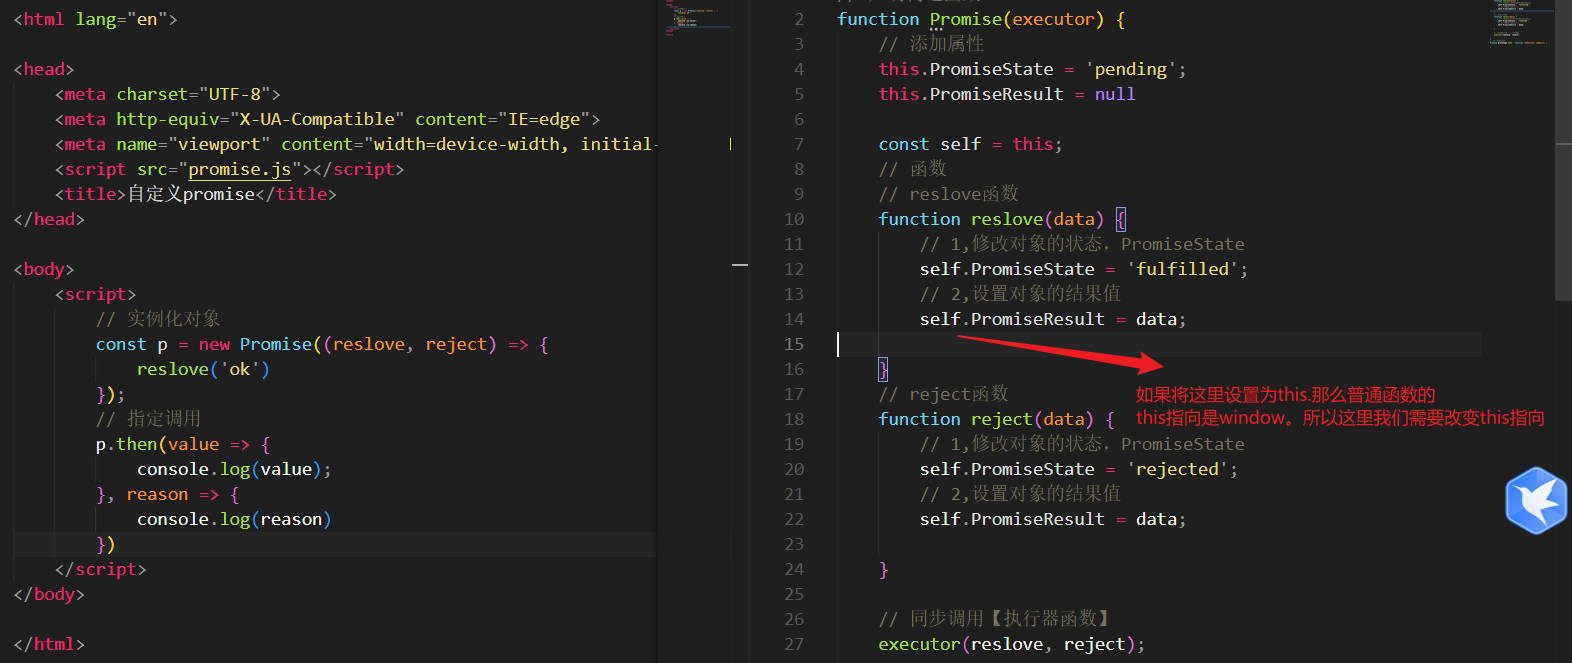 <html lang="en">
<head>
<meta charset="UTF-8">
<meta http-equiv="X-UA-Compatible" content="IE=edge">
<meta name="viewport" content="width=device-width, initial-
<script src="promise.js"></script>
<title>自定义promise</title>
</head>
<body>
<script>
// 实例化对象
const p = new Promise((reslove, reject) => {
reslove('ok')
});
// 指定调用
p.then(value => {
console.log(value);
}, reason => {
console.log(reason)
})
</script>
</body>
</html>
2 function Promise(executor) {
3 // 添加属性
4 this.PromiseState = 'pending';
5 this.PromiseResult = null
6
7 const self = this;
8 // 函数
9 // reslove函数
10 function reslove(data) {
11 // 1,修改对象的状态，PromiseState
12 self.PromiseState = 'fulfilled';
13 // 2,设置对象的结果值
14 self.PromiseResult = data;
15
16 }
17 // reject函数
如果将这里设置为this.那么普通函数的
this指向是window。所以这里我们需要改变this指向
18 function reject(data) {
19 // 1,修改对象的状态，PromiseState
20 self.PromiseState = 'rejected';
21 // 2,设置对象的结果值
22 self.PromiseResult = data;
23
24 }
25
26 // 同步调用【执行器函数】
27 executor(reslove, reject);